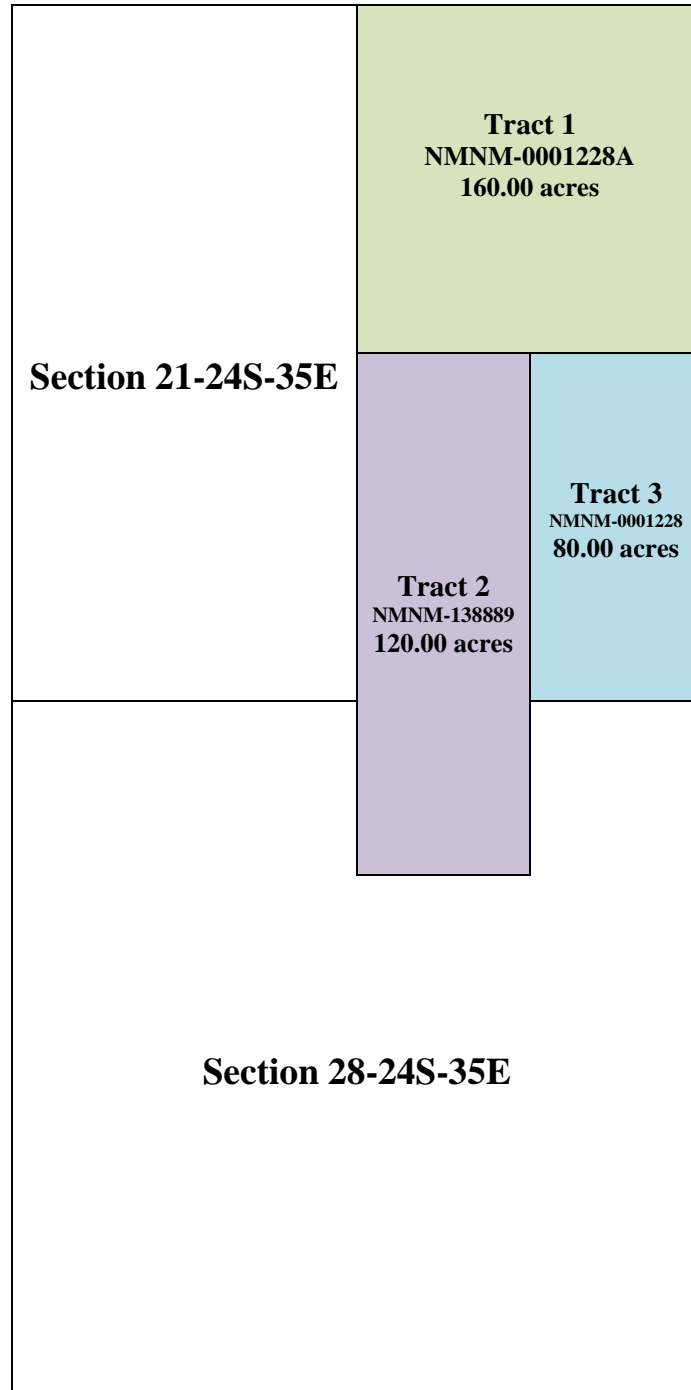 Tract 1
NMNM-0001228A
160.00 acres
Section 21-24S-35E
Tract 3
NMNM-0001228
80.00 acres
Tract 2
NMNM-138889
120.00 acres
Section 28-24S-35E